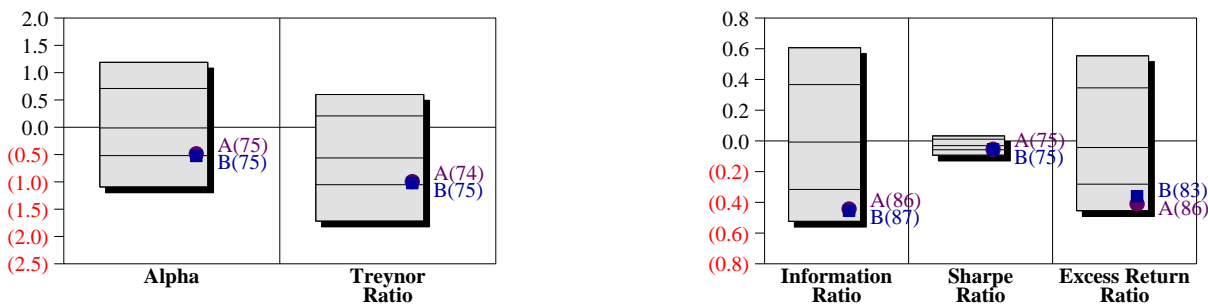 2.0
1.5
1.0
0.5
0.0
(0.5)
(1.0)
(1.5)
(2.0)
(2.5)
A(75)
B(75)
A(74)
B(75)
Alpha
Treynor
Ratio
0.8
0.6
0.4
0.2
0.0
(0.2)
(0.4)
(0.6)
(0.8)
A(86)
B(87)
A(75)
B(75)
B(83)
A(86)
Information
Ratio
Sharpe
Ratio
Excess Return
Ratio